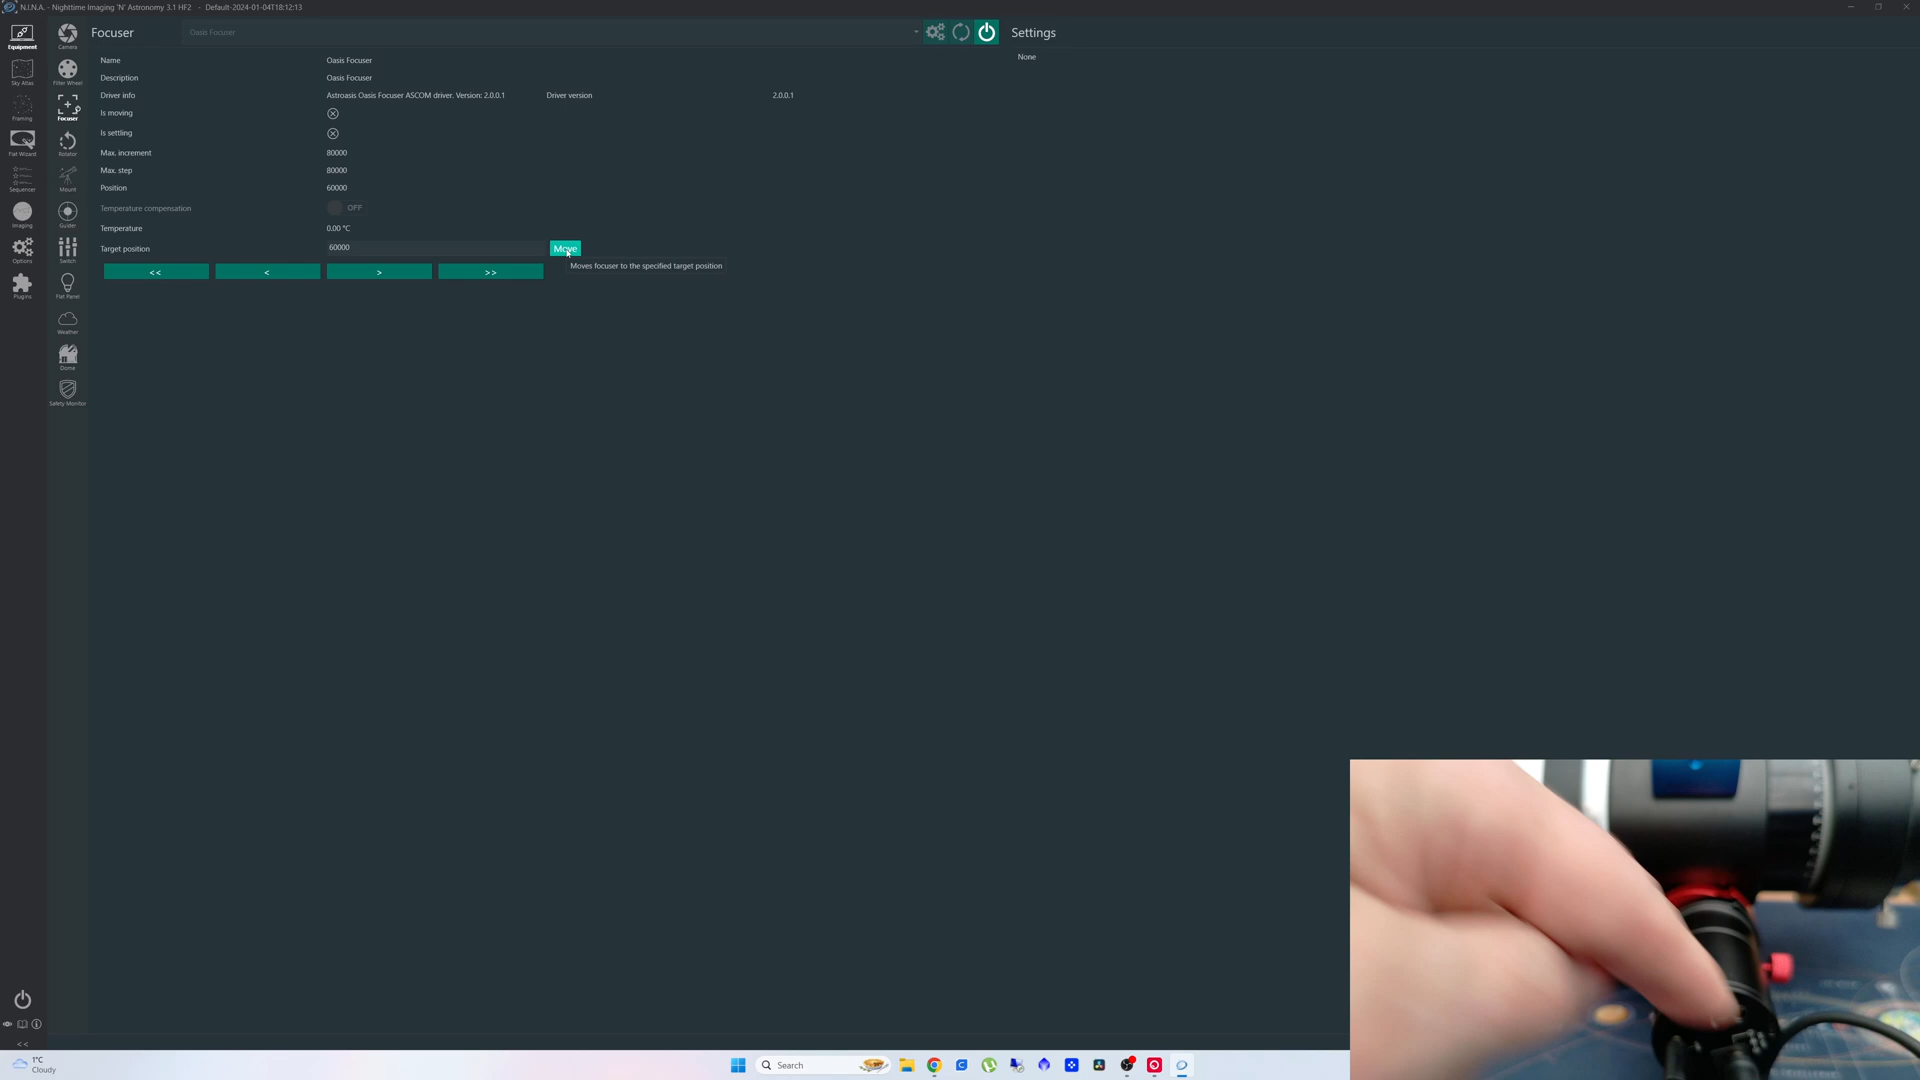 N.I.N.A. - Nighttime Imaging 'N' Astronomy 3.1 HF2 - Default-2024-01-04T18:12:13
Equipment
Sky Atlas
Framing
Flat Wizard
Sequencer
Imaging
Options
Plugins
<<
Camera
Filter Wheel
Focuser
Rotator
Mount
Guider
Switch
Flat Panel
Weather
Dome
Safety Monitor
Focuser
Oasis Focuser
Name Oasis Focuser
Description Oasis Focuser
Driver info Astroasis Oasis Focuser ASCOM driver. Version: 2.0.0.1 Driver version 2.0.0.1
Is moving
Is settling
Max. increment 80000
Max. step 80000
Position 60000
Temperature compensation OFF
Temperature 0.00 °C
Target position 60000 Move
<< < > >>
Moves focuser to the specified target position
Settings
None
1°C
Cloudy
Search